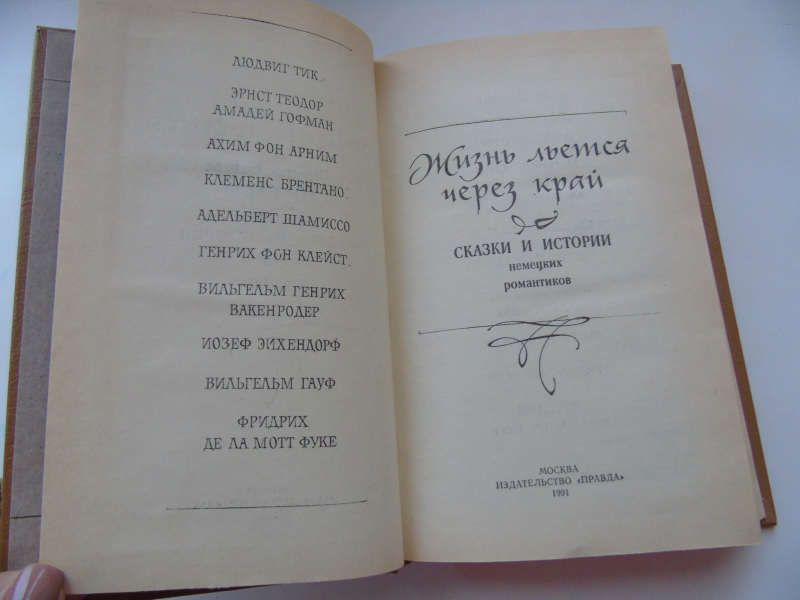 ЛЮДВИГ ТИК
ЭРНСТ ТЕОДОР
АМАДЕЙ ГОФМАН
АХИМ ФОН АРНИМ
КЛЕМЕНС БРЕНТАНО
АДЕЛЬБЕРТ ШАМИССО
ГЕНРИХ ФОН КЛЕЙСТ
ВИЛЬГЕЛЬМ ГЕНРИХ
ВАКЕНРОДЕР
ИОЗЕФ ЭЙХЕНДОРФ
ВИЛЬГЕЛЬМ ГАУФ
ФРИДРИХ
ДЕ ЛА МОТТ ФУКЕ
Жизнь льется
через край
СКАЗКИ И ИСТОРИИ
немецких
романтиков
МОСКВА
ИЗДАТЕЛЬСТВО «ПРАВДА»
1991